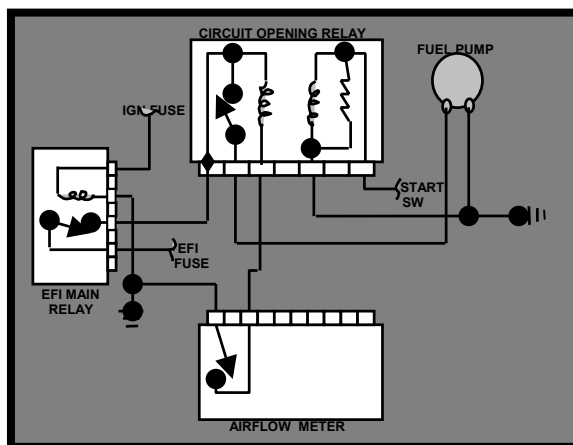 CIRCUIT OPENING RELAY
FUEL PUMP
IGN FUSE
START
SW
EFI
FUSE
EFI MAIN
RELAY
AIRFLOW METER